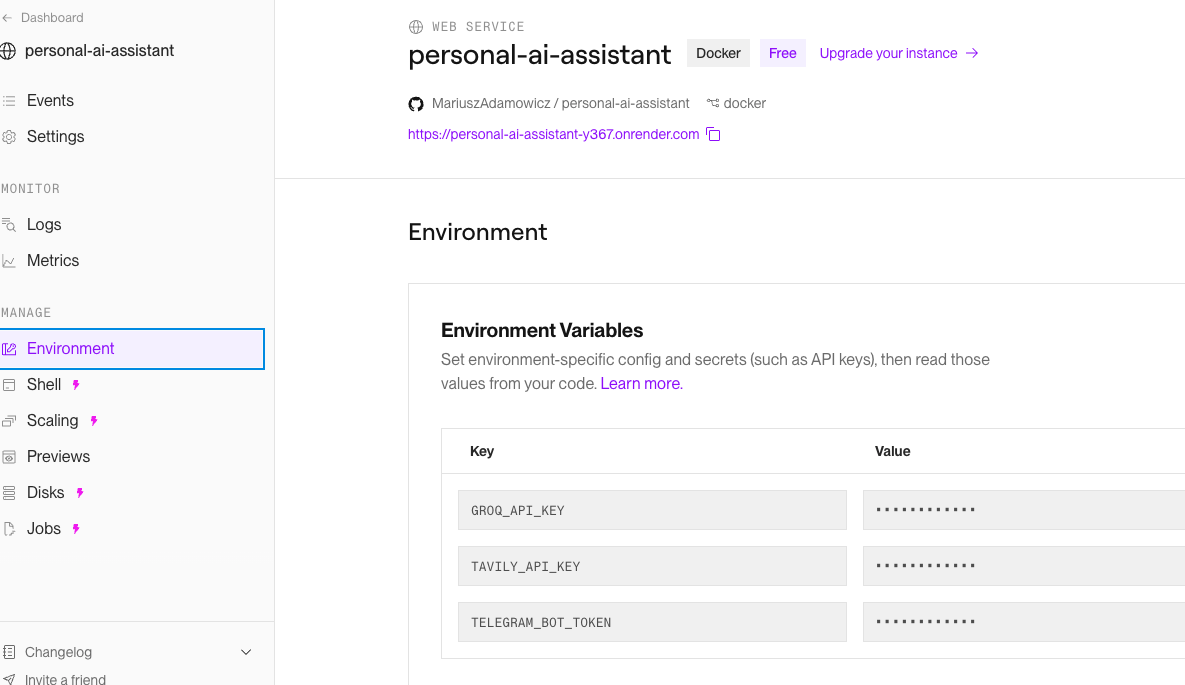 Dashboard
personal-ai-assistant
Events
Settings
MONITOR
Logs
Metrics
MANAGE
Environment
Shell
Scaling
Previews
Disks
Jobs
Changelog
Invite a friend
WEB SERVICE
personal-ai-assistant Docker Free Upgrade your instance
MariuszAdamowicz / personal-ai-assistant docker
https://personal-ai-assistant-y367.onrender.com
Environment
Environment Variables
Set environment-specific config and secrets (such as API keys), then read those
values from your code. Learn more.
Key Value
GROQ_API_KEY ••••••••••••
TAVILY_API_KEY ••••••••••••
TELEGRAM_BOT_TOKEN ••••••••••••